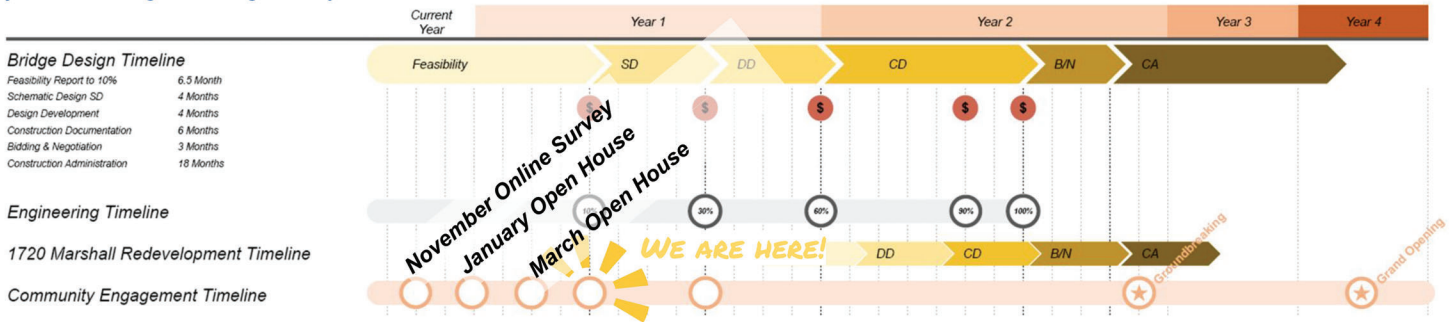 Current
Year
Year 1
Year 2
Year 3
Year 4
Bridge Design Timeline
Feasibility Report to 10% 6.5 Month
Schematic Design SD 4 Months
Design Development 4 Months
Construction Documentation 6 Months
Bidding & Negotiation 3 Months
Construction Administration 18 Months
Feasibility
SD
DD
CD
B/N
CA
$
$
$
$
$
November Online Survey
January Open House
March Open House
Engineering Timeline
10%
30%
60%
90%
100%
1720 Marshall Redevelopment Timeline
WE ARE HERE!
DD
CD
B/N
CA
Community Engagement Timeline
Groundbreaking
Grand Opening